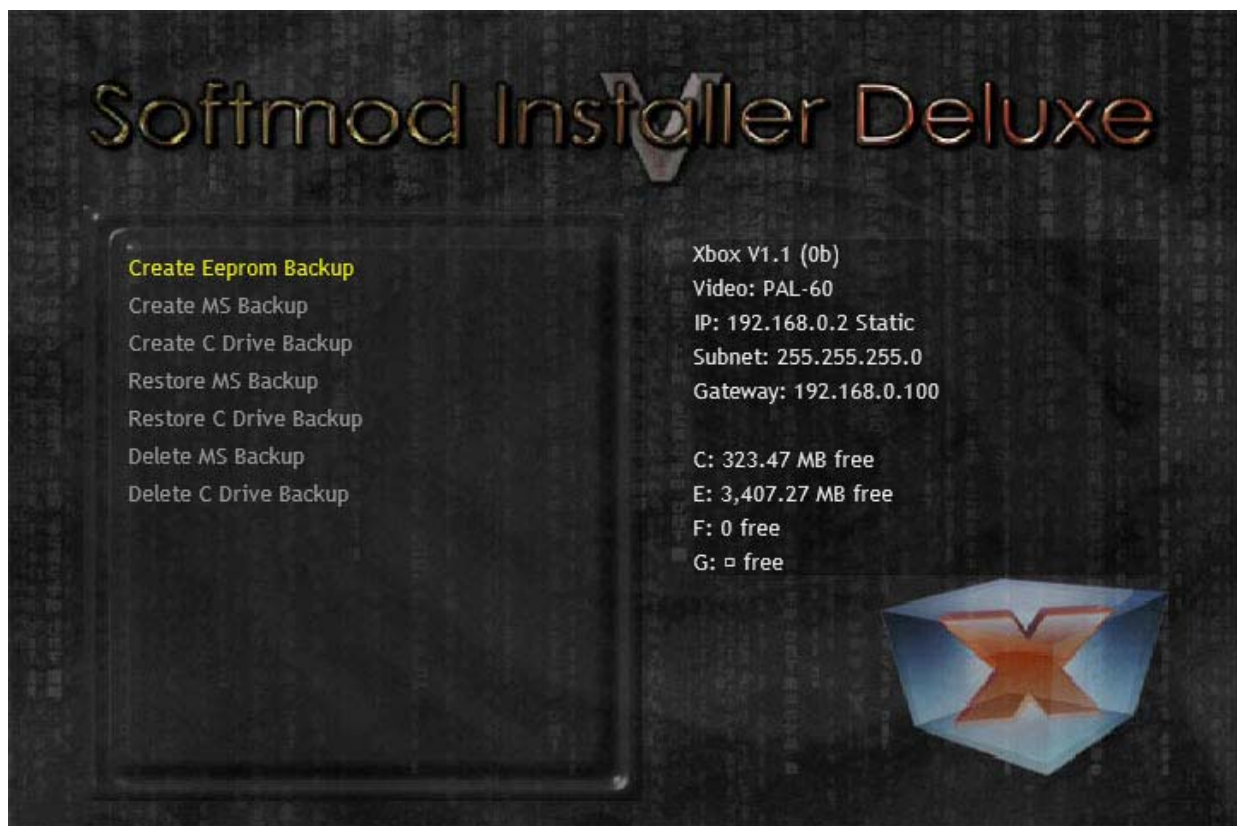 Softmod Installer Deluxe
V
Create Eeprom Backup
Create MS Backup
Create C Drive Backup
Restore MS Backup
Restore C Drive Backup
Delete MS Backup
Delete C Drive Backup
Xbox V1.1 (0b)
Video: PAL-60
IP: 192.168.0.2 Static
Subnet: 255.255.255.0
Gateway: 192.168.0.100
C: 323.47 MB free
E: 3,407.27 MB free
F: 0 free
G: ¤ free
X